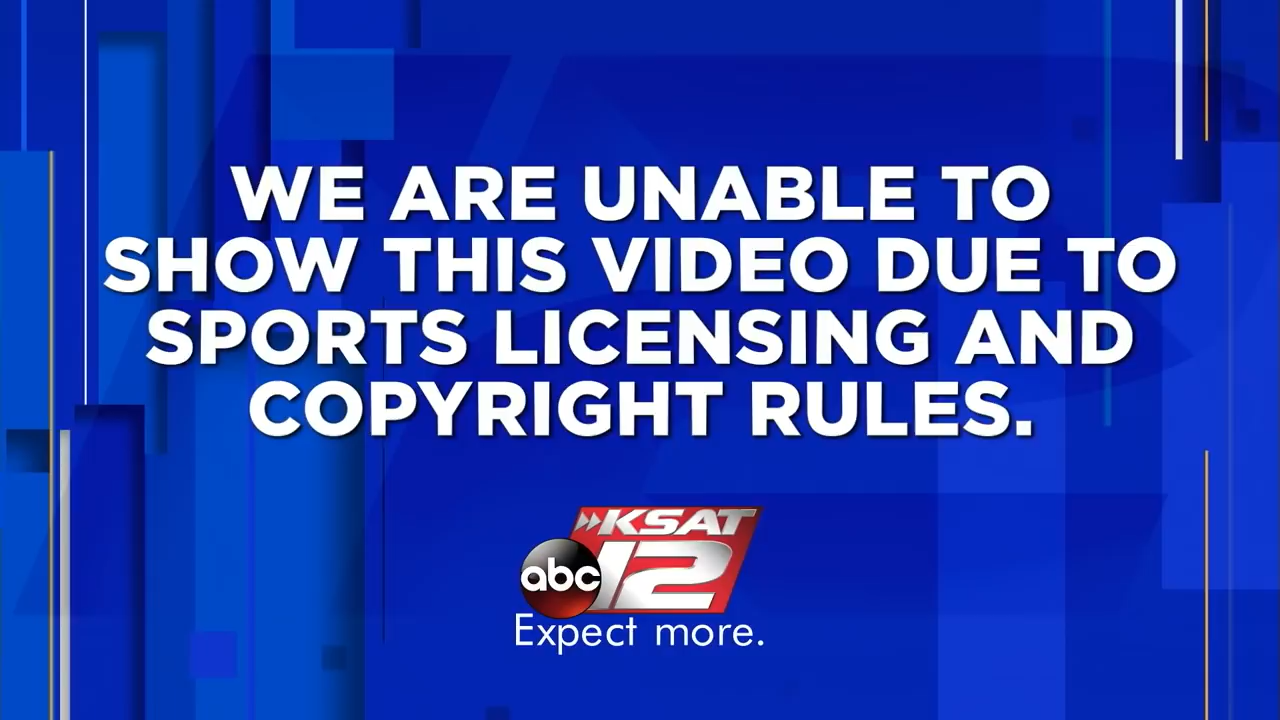 WE ARE UNABLE TO
SHOW THIS VIDEO DUE TO
SPORTS LICENSING AND
COPYRIGHT RULES.
KSAT
abc 12
Expect more.